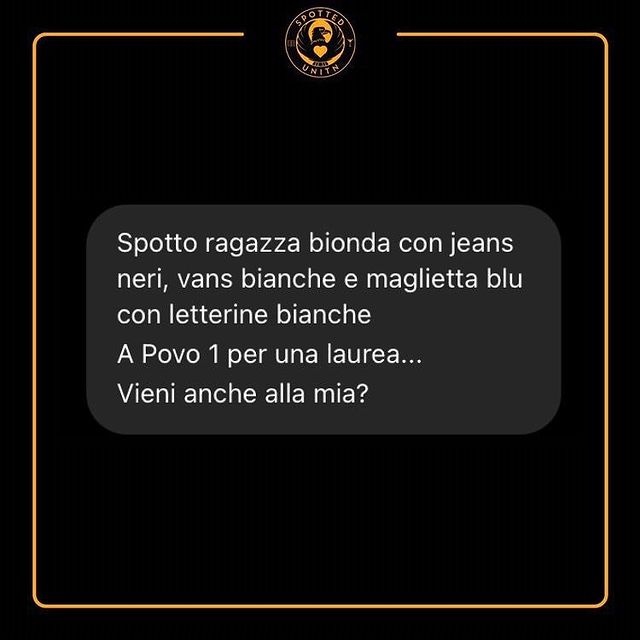 SPOTTED
UNITN
Spotto ragazza bionda con jeans
neri, vans bianche e maglietta blu
con letterine bianche
A Povo 1 per una laurea...
Vieni anche alla mia?